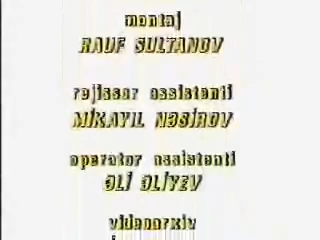 montaj
RAUF SULTANOV
rejissor assistenti
MİKAYIL NƏSİROV
operator assistenti
ƏLİ ƏLİYEV
videoarxiv